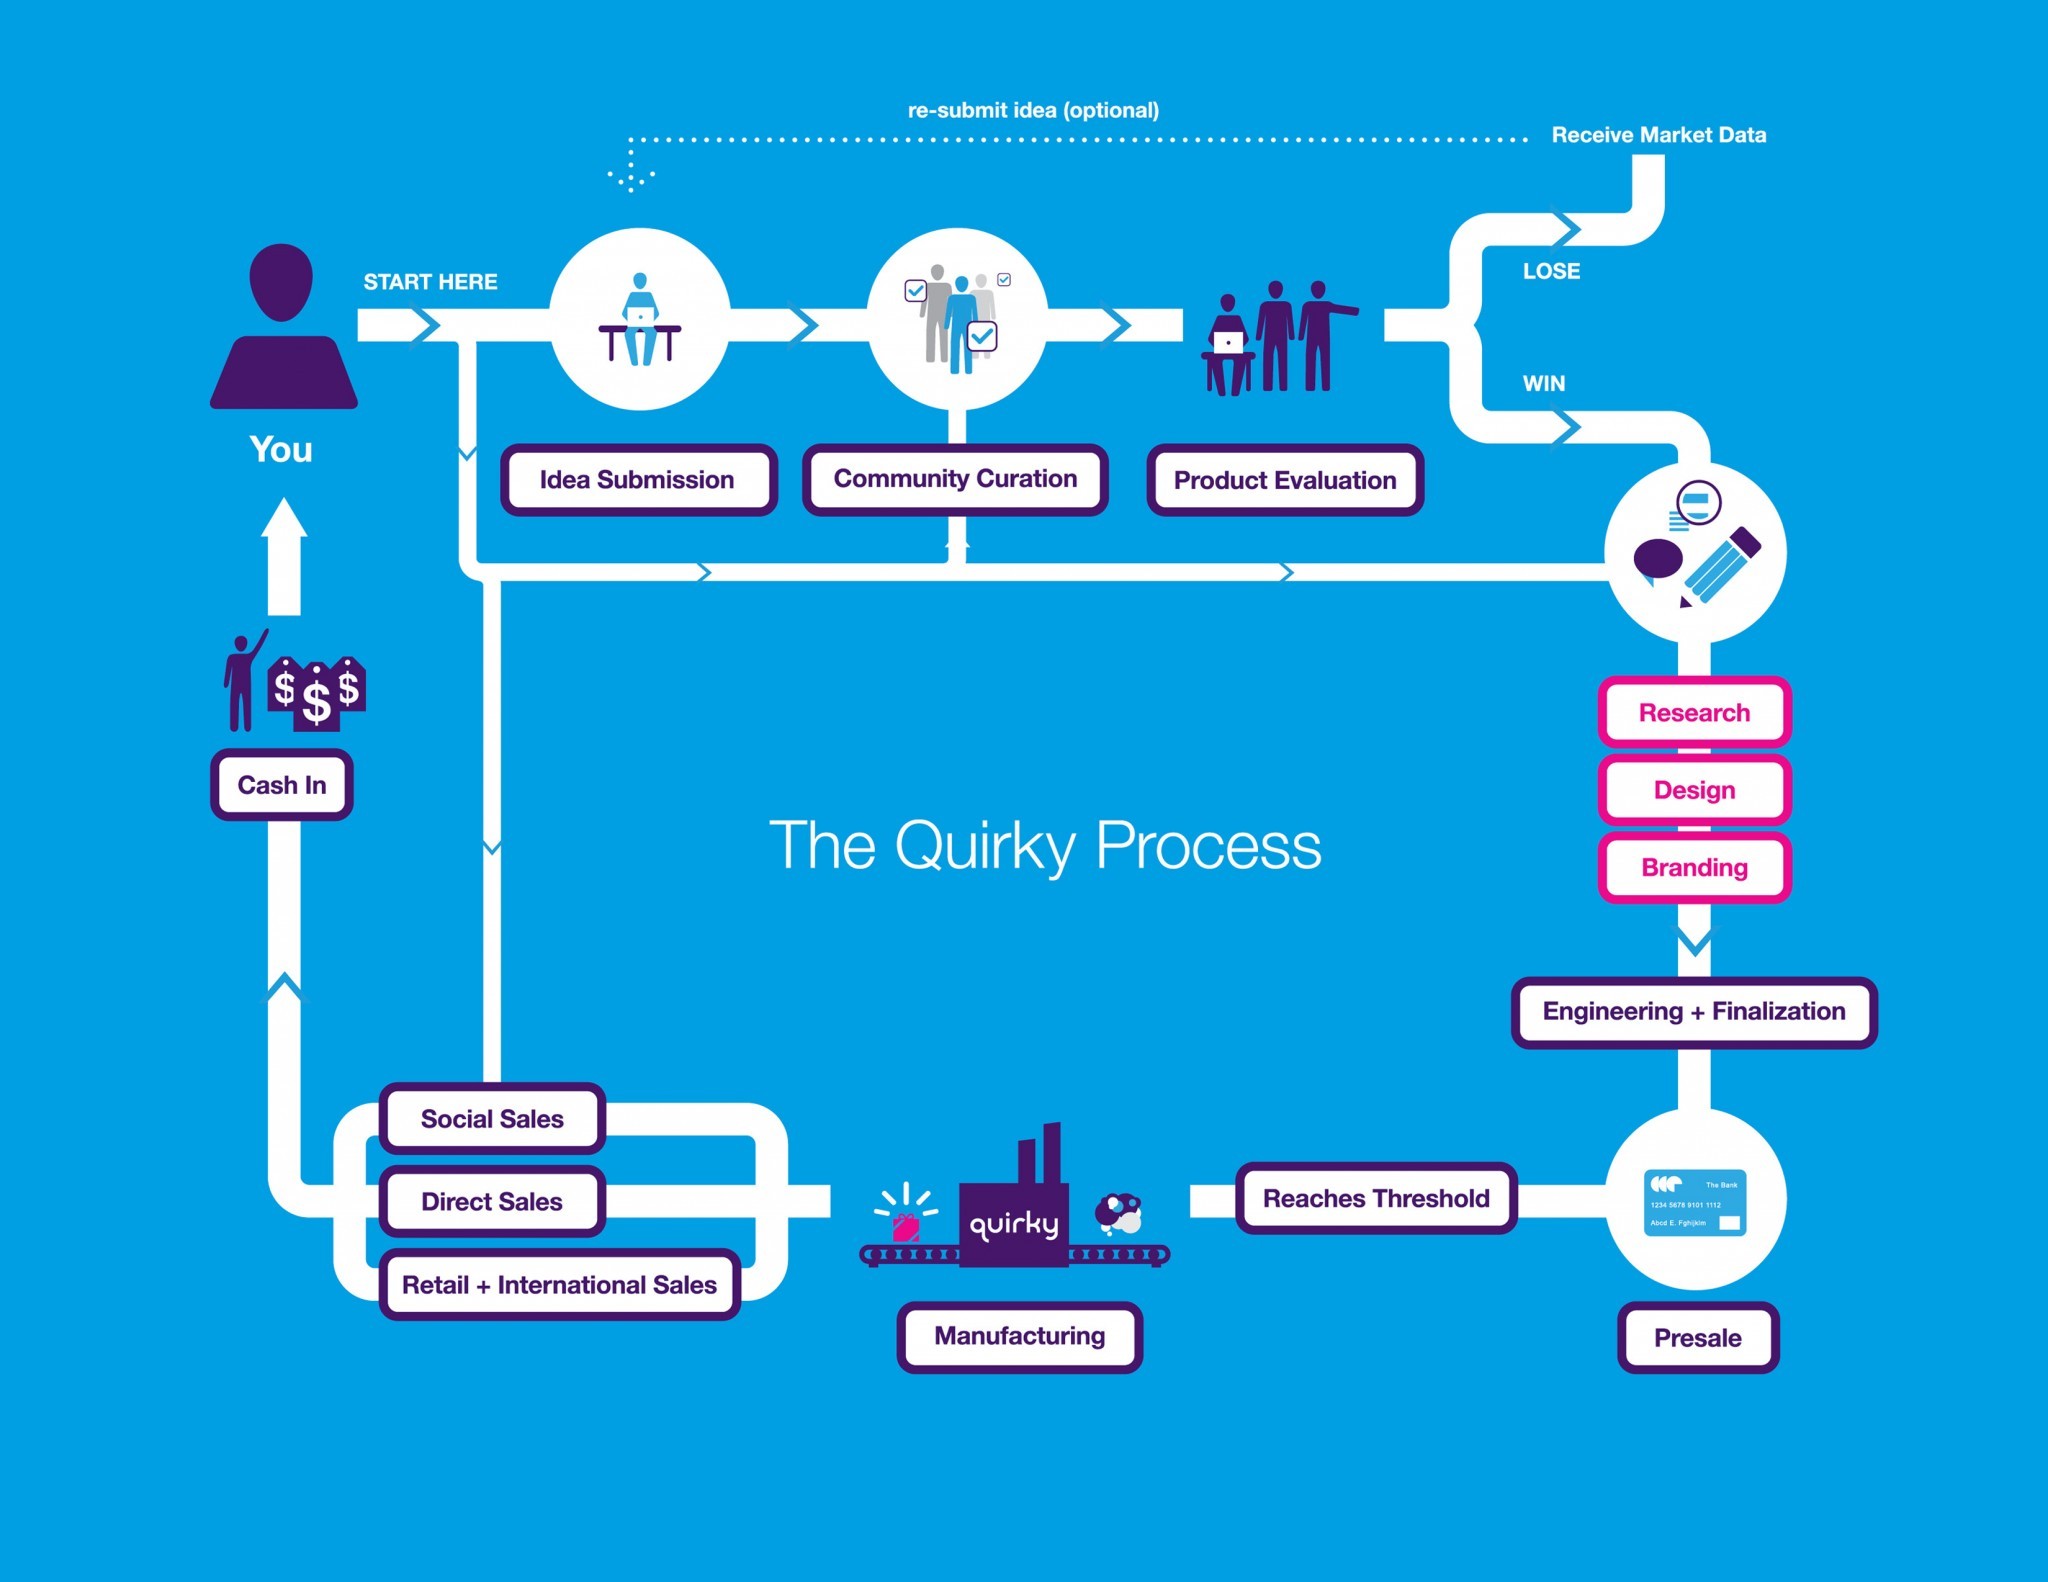 re-submit idea (optional)
Receive Market Data
START HERE
LOSE
WIN
You
Idea Submission
Community Curation
Product Evaluation
$ $ $
Cash In
Research
Design
Branding
The Quirky Process
Engineering + Finalization
Social Sales
Direct Sales
Retail + International Sales
quirky
Manufacturing
Reaches Threshold
The Bank
1234 5678 9101 1112
Abcd E. Fghijklm
Presale